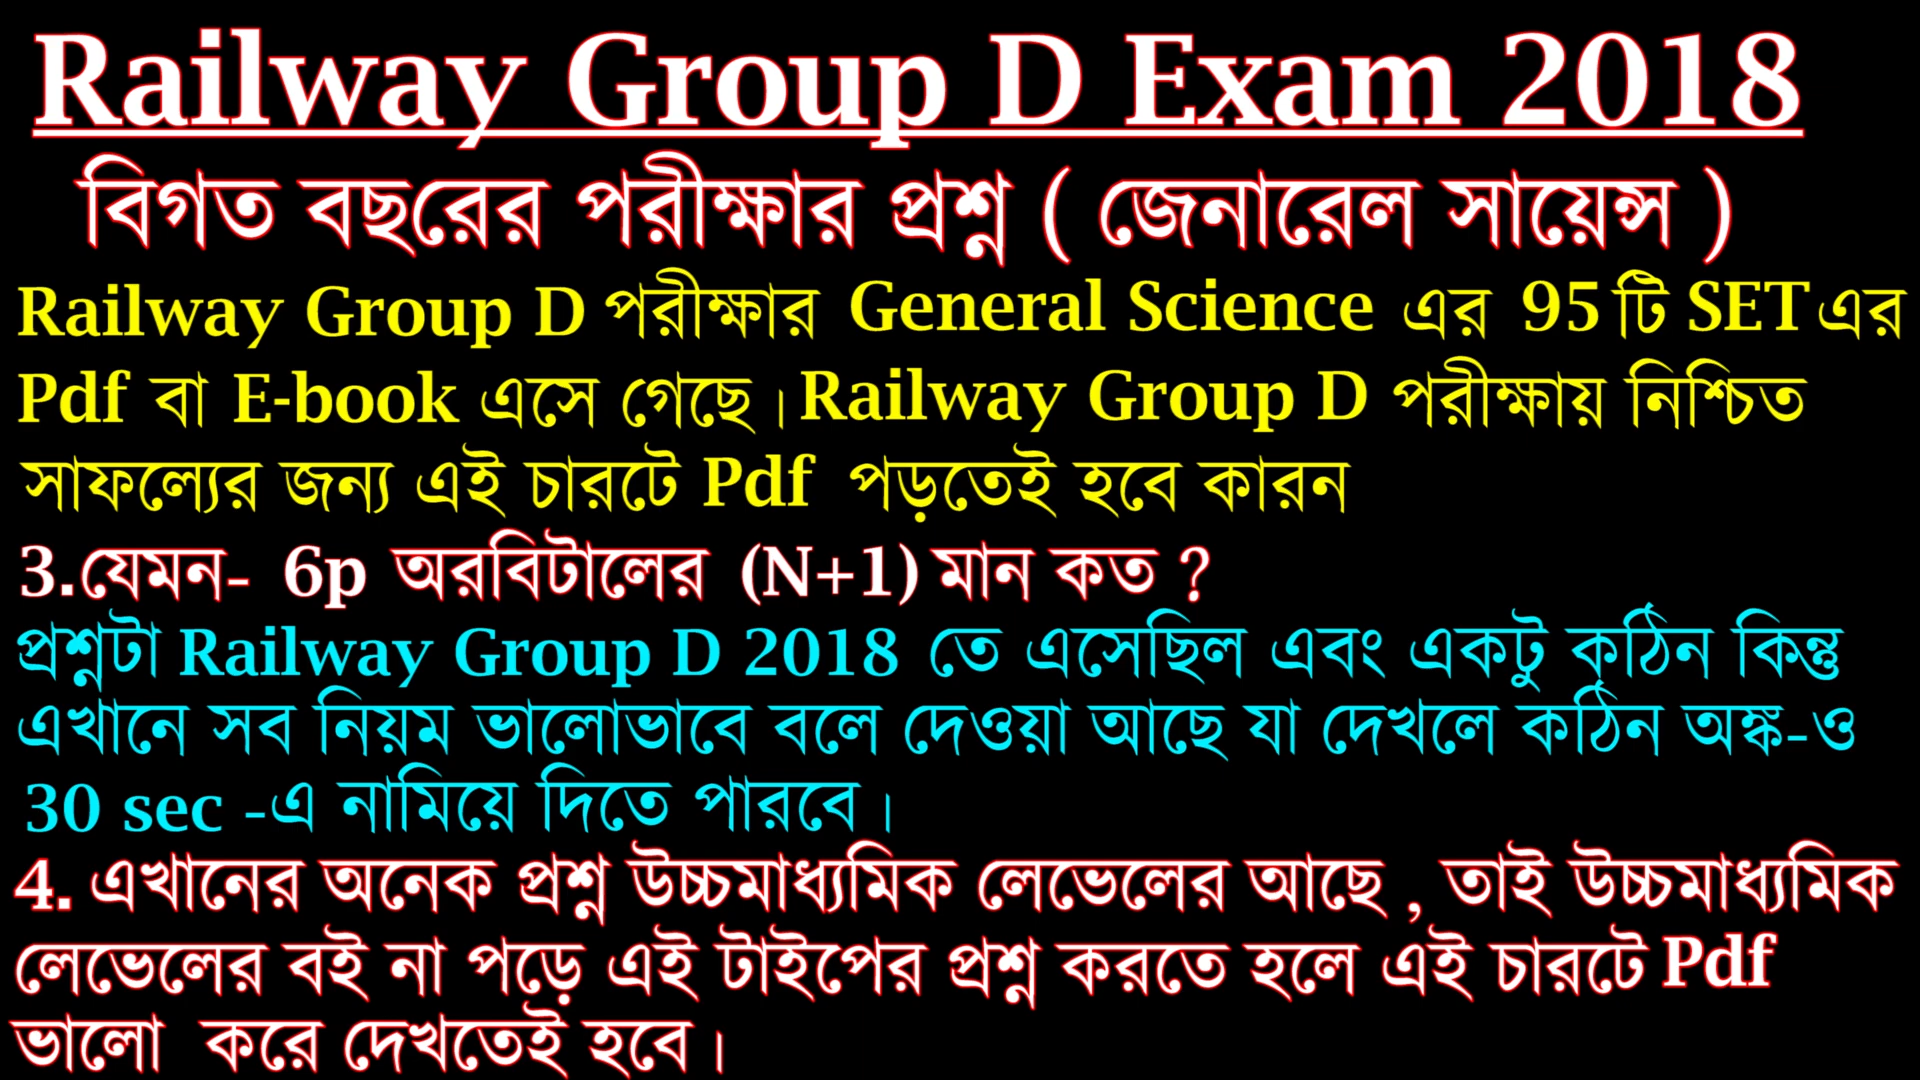 Railway Group D Exam 2018
বিগত বছরের পরীক্ষার প্রশ্ন ( জেনারেল সায়েন্স )
Railway Group D পরীক্ষার General Science এর 95 টি SET এর
Pdf বা E-book এসে গেছে। Railway Group D পরীক্ষায় নিশ্চিত
সাফল্যের জন্য এই চারটে Pdf পড়তেই হবে কারন
3.যেমন- 6p অরবিটালের (N+1) মান কত ?
প্রশ্নটা Railway Group D 2018 তে এসেছিল এবং একটু কঠিন কিন্তু
এখানে সব নিয়ম ভালোভাবে বলে দেওয়া আছে যা দেখলে কঠিন অঙ্ক-ও
30 sec -এ নামিয়ে দিতে পারবে।
4. এখানের অনেক প্রশ্ন উচ্চমাধ্যমিক লেভেলের আছে , তাই উচ্চমাধ্যমিক
লেভেলের বই না পড়ে এই টাইপের প্রশ্ন করতে হলে এই চারটে Pdf
ভালো করে দেখতেই হবে।